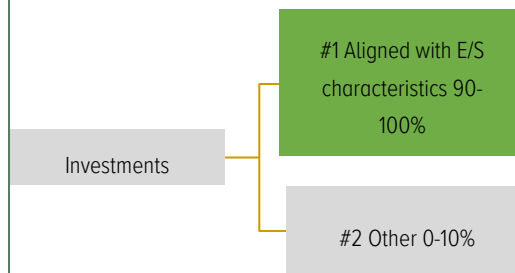 #1 Aligned with E/S
characteristics 90-
100%
Investments
#2 Other 0-10%